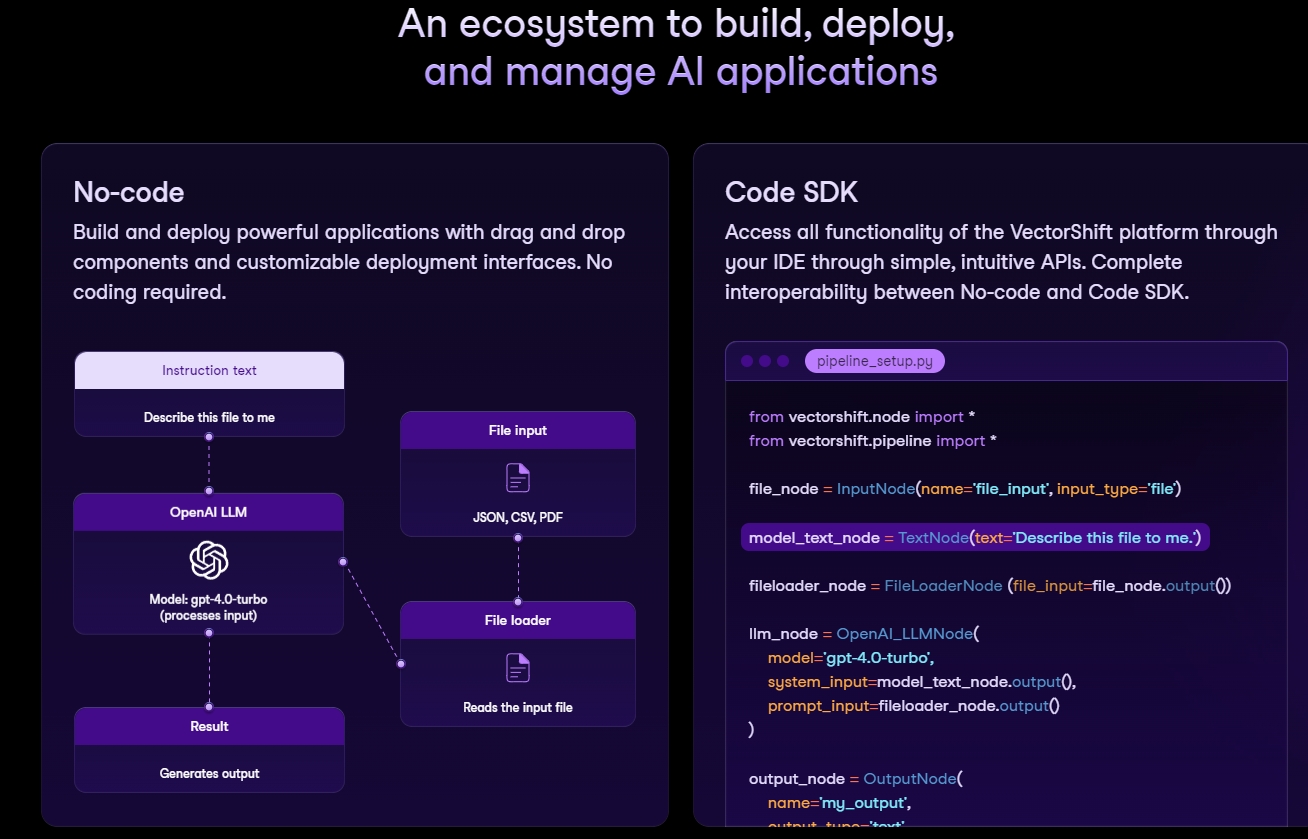 An ecosystem to build, deploy,
and manage AI applications
No-code
Build and deploy powerful applications with drag and drop
components and customizable deployment interfaces. No
coding required.
Instruction text
Describe this file to me
OpenAI LLM
Model: gpt-4.0-turbo
(processes input)
Result
Generates output
File input
JSON, CSV, PDF
File loader
Reads the input file
Code SDK
Access all functionality of the VectorShift platform through
your IDE through simple, intuitive APIs. Complete
interoperability between No-code and Code SDK.
pipeline_setup.py
from vectorshift.node import *
from vectorshift.pipeline import *
file_node = InputNode(name='file_input', input_type='file')
model_text_node = TextNode(text='Describe this file to me.')
fileloader_node = FileLoaderNode (file_input=file_node.output())
llm_node = OpenAI_LLMNode(
model='gpt-4.0-turbo',
system_input=model_text_node.output(),
prompt_input=fileloader_node.output()
)
output_node = OutputNode(
name='my_output',
output_type='text'